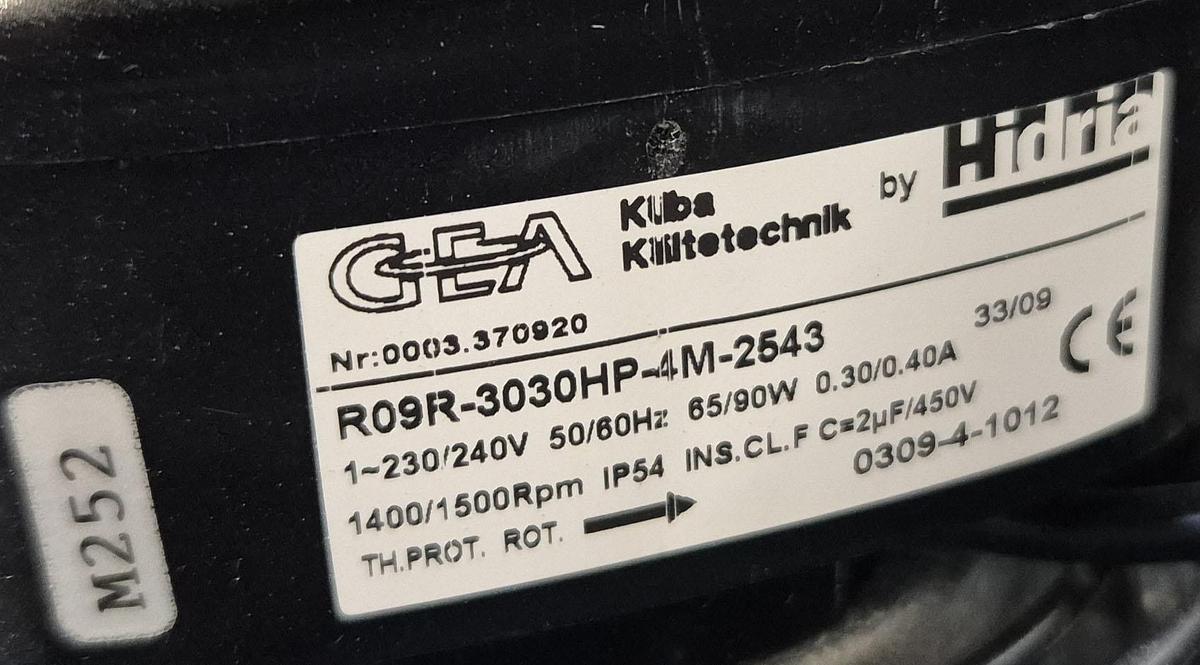 GEA
Küba
Kältetechnik
by
Hidria
Nr:0003.370920
33/09
R09R-3030HP-4M-2543
1~230/240V 50/60Hz 65/90W 0.30/0.40A
CE
1400/1500Rpm IP54 INS.CL.F C=2µF/450V
TH.PROT. ROT.
0309-4-1012
M252